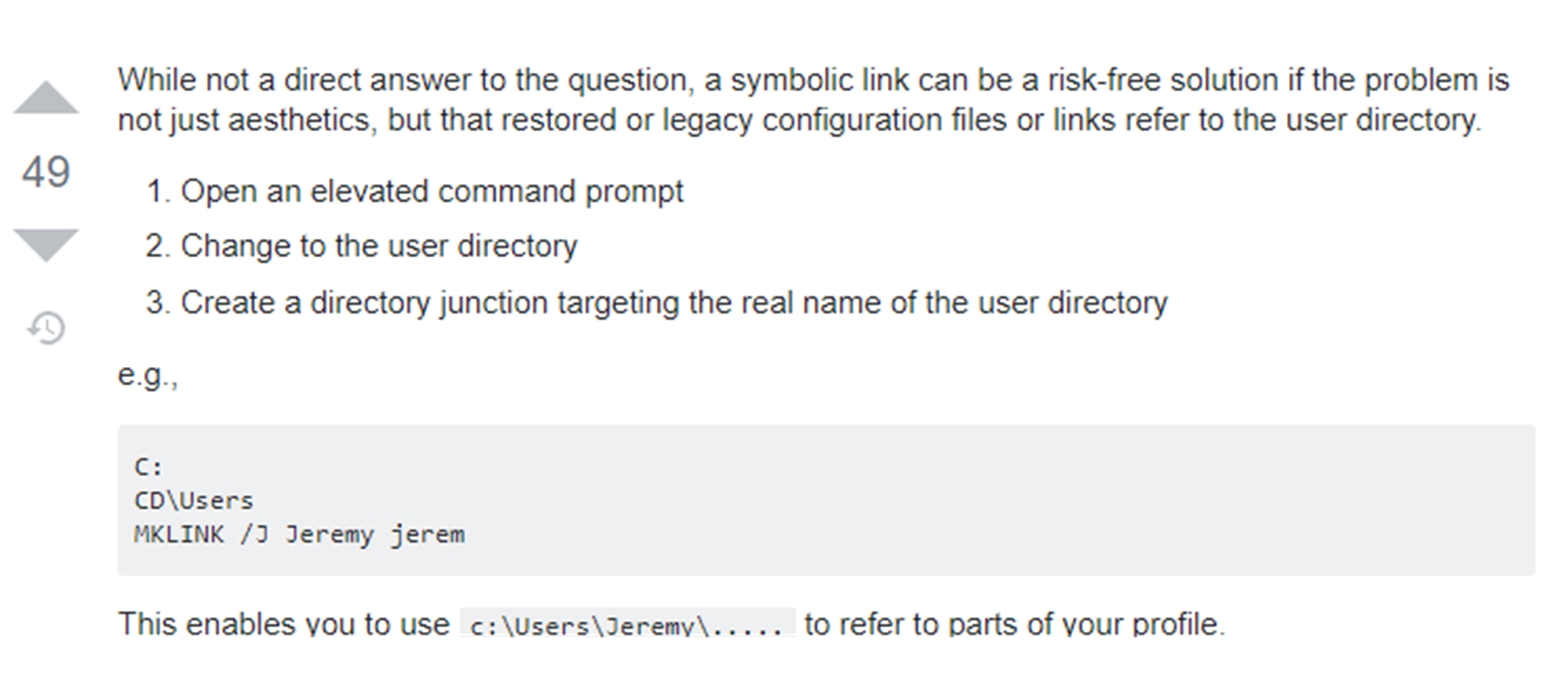 While not a direct answer to the question, a symbolic link can be a risk-free solution if the problem is
not just aesthetics, but that restored or legacy configuration files or links refer to the user directory.
49
1. Open an elevated command prompt
2. Change to the user directory
3. Create a directory junction targeting the real name of the user directory
e.g.,
C:
CD\Users
MKLINK /J Jeremy jerem
This enables you to use c:\Users\Jeremy\..... to refer to parts of your profile.